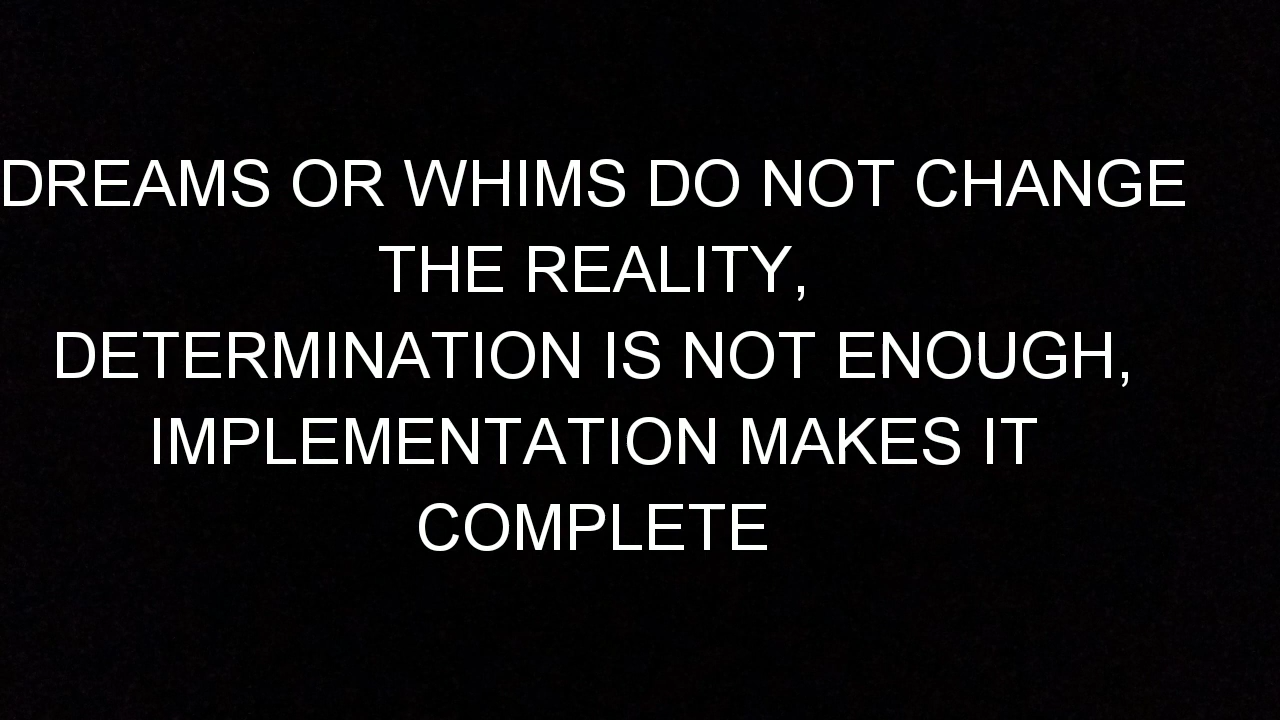 DREAMS OR WHIMS DO NOT CHANGE
THE REALITY,
DETERMINATION IS NOT ENOUGH,
IMPLEMENTATION MAKES IT
COMPLETE